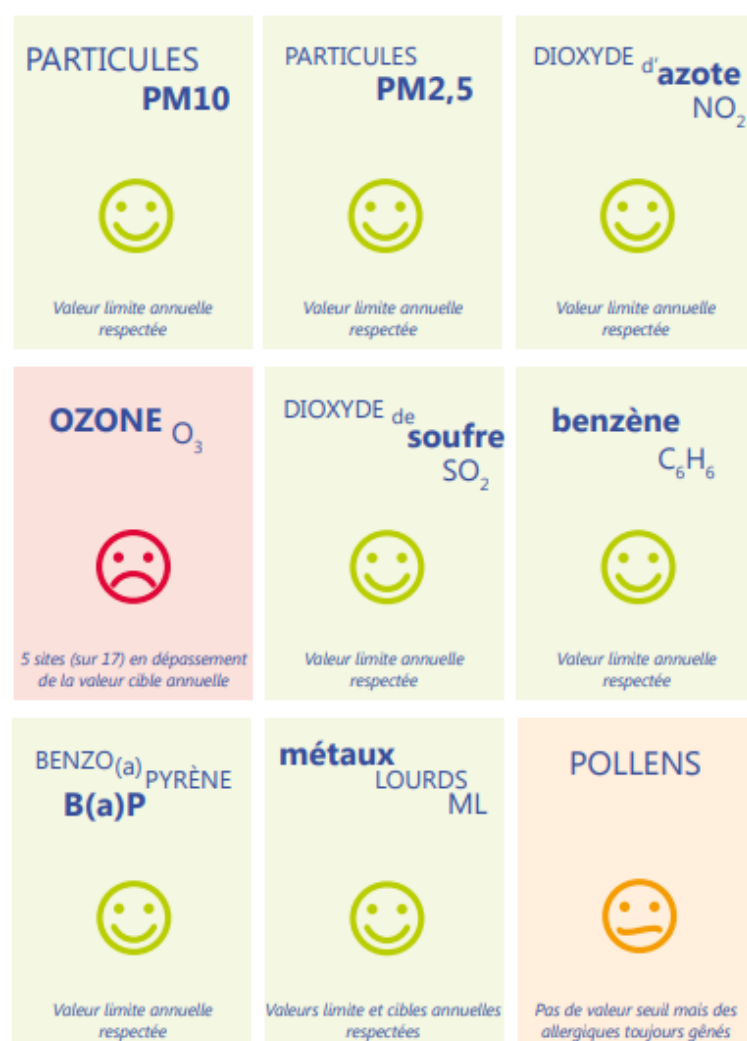 PARTICULES
PM10
Valeur limite annuelle
respectée
PARTICULES
PM2,5
Valeur limite annuelle
respectée
DIOXYDE d'azote
NO₂
Valeur limite annuelle
respectée
OZONE O₃
5 sites (sur 17) en dépassement
de la valeur cible annuelle
DIOXYDE de
soufre
SO₂
Valeur limite annuelle
respectée
benzène
C₆H₆
Valeur limite annuelle
respectée
BENZO(a)PYRÈNE
B(a)P
Valeur limite annuelle
respectée
métaux
LOURDS
ML
Valeurs limite et cibles annuelles
respectées
POLLENS
Pas de valeur seuil mais des
allergiques toujours gênés